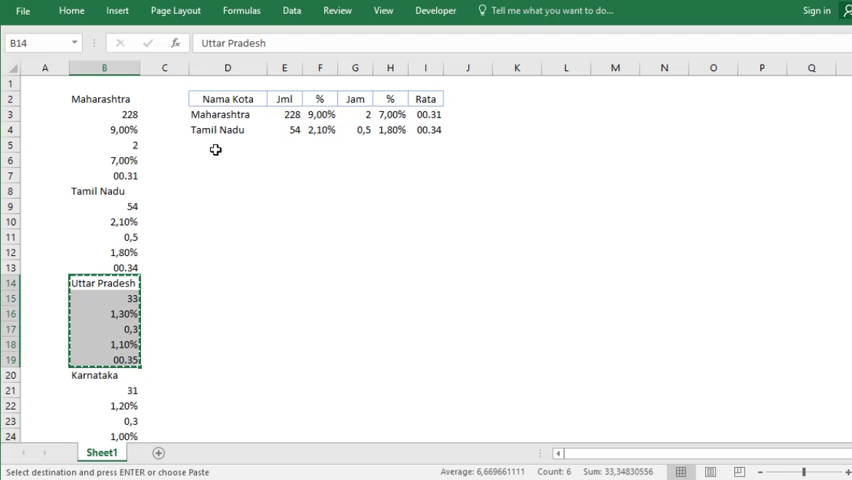 File Home Insert Page Layout Formulas Data Review View Developer Tell me what you want to do... Sign in
B14 fx Uttar Pradesh
A B C D E F G H I J K L M N O P Q
1
2 Maharashtra Nama Kota Jml % Jam % Rata
3 228 Maharashtra 228 9,00% 2 7,00% 00.31
4 9,00% Tamil Nadu 54 2,10% 0,5 1,80% 00.34
5 2
6 7,00%
7 00.31
8 Tamil Nadu
9 54
10 2,10%
11 0,5
12 1,80%
13 00.34
14 Uttar Pradesh
15 33
16 1,30%
17 0,3
18 1,10%
19 00.35
20 Karnataka
21 31
22 1,20%
23 0,3
24 1,00%
Sheet1
Select destination and press ENTER or choose Paste Average: 6,669661111 Count: 6 Sum: 33,34830556